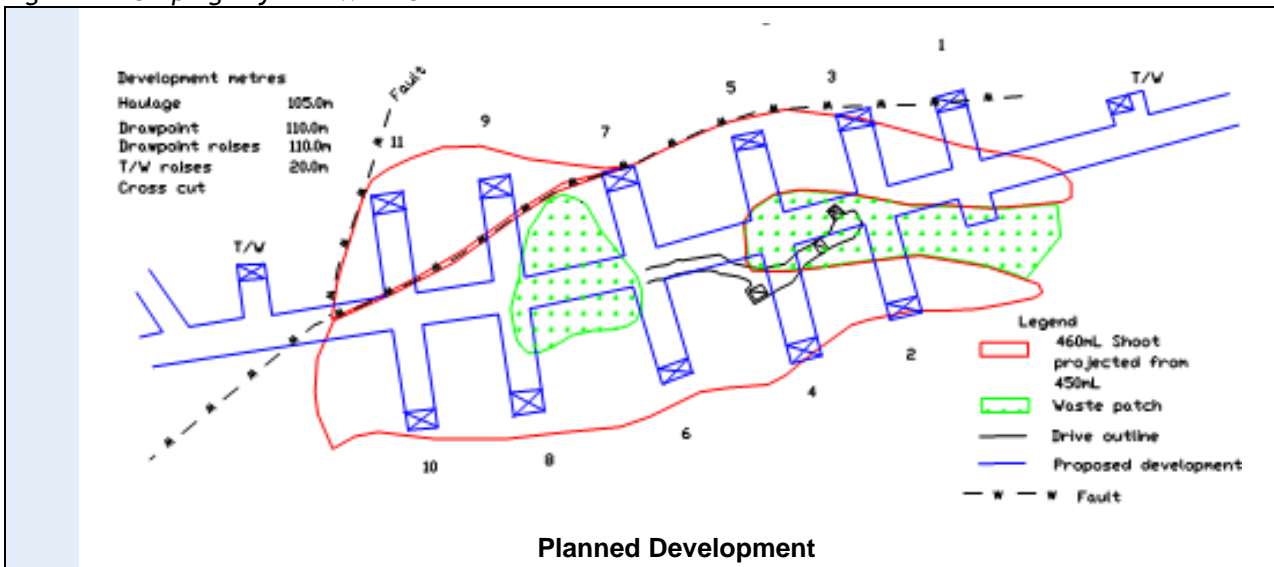 1
Development metres
Haulage 105.0m
Drawpoint 110.0m
Drawpoint raises 110.0m
T/W raises 20.0m
Cross cut
Fault
11
9
7
5
3
T/W
T/W
Legend
460mL Shoot
projected from
450mL
Waste patch
Drive outline
Proposed development
Fault
2
4
6
8
10
Planned Development